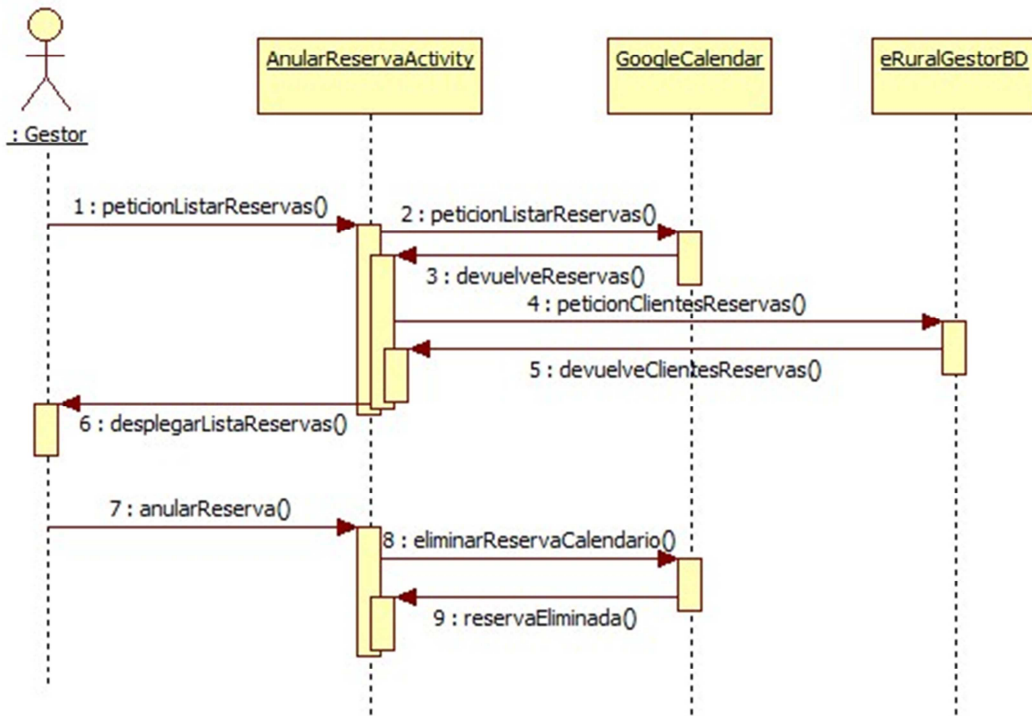 AnularReservaActivity
GoogleCalendar
eRuralGestorBD
: Gestor
1 : peticionListarReservas()
2 : peticionListarReservas()
3 : devuelveReservas()
4 : peticionClientesReservas()
5 : devuelveClientesReservas()
6 : desplegarListaReservas()
7 : anularReserva()
8 : eliminarReservaCalendario()
9 : reservaEliminada()